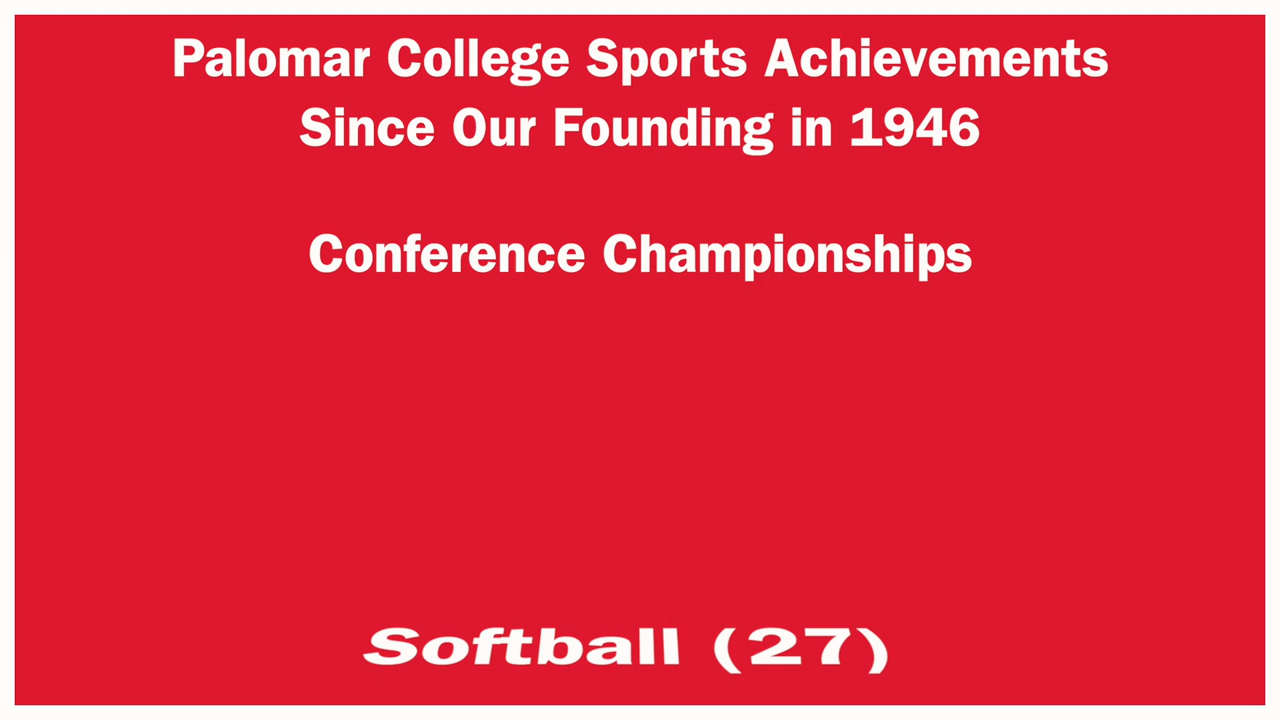 Palomar College Sports Achievements
Since Our Founding in 1946
Conference Championships
Softball (27)